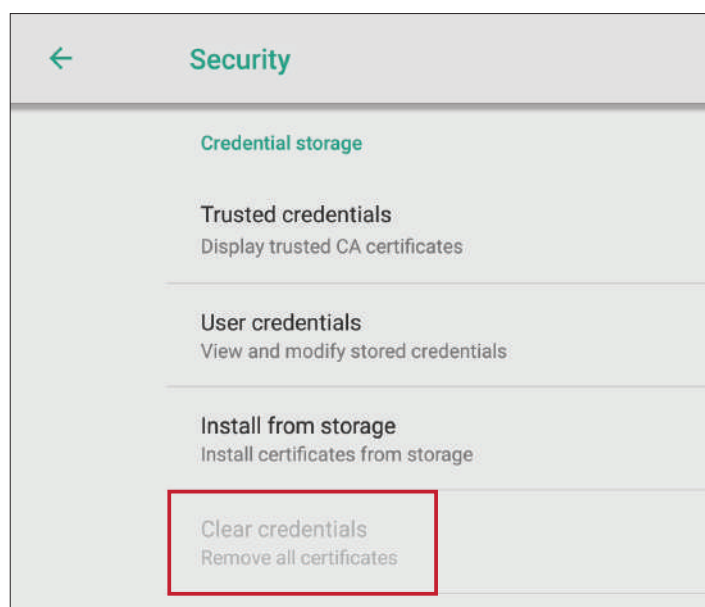 Security
Credential storage
Trusted credentials
Display trusted CA certificates
User credentials
View and modify stored credentials
Install from storage
Install certificates from storage
Clear credentials
Remove all certificates